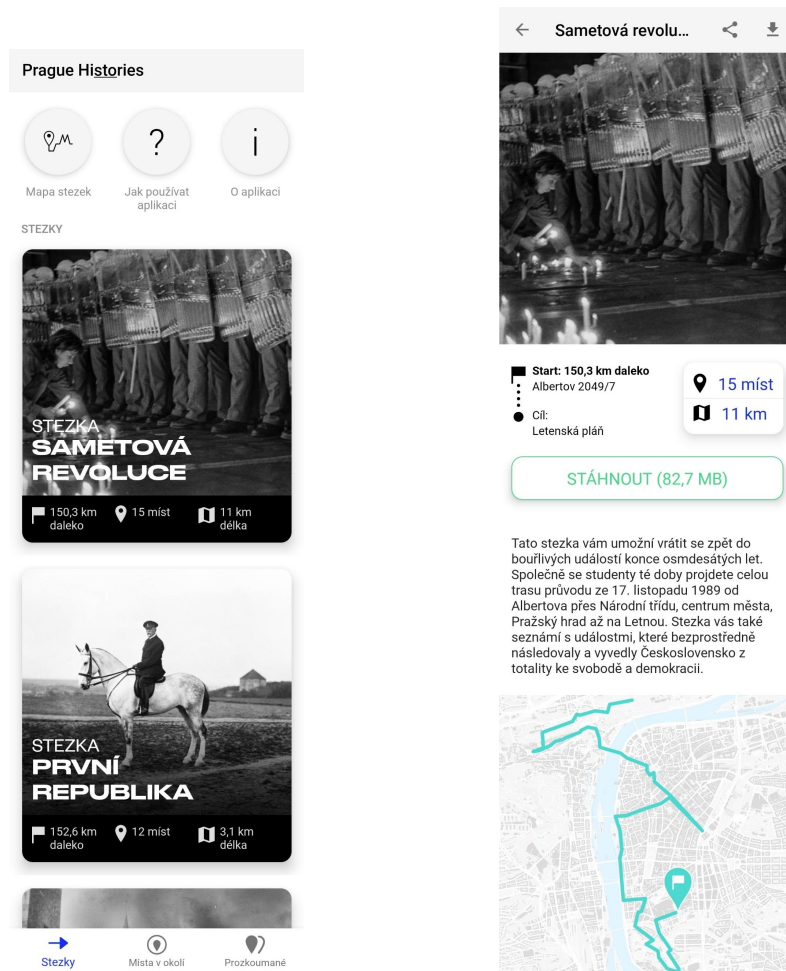 Prague Histories
Mapa stezek
Jak používat
aplikaci
O aplikaci
STEZKY
STEZKA
SAMETOVÁ
REVOLUCE
150,3 km
daleko
15 míst
11 km
délka
STEZKA
PRVNÍ
REPUBLIKA
152,6 km
daleko
12 míst
3,1 km
délka
Stezky
Místa v okolí
Prozkoumané
Sametová revolu...
Start: 150,3 km daleko
Albertov 2049/7
Cíl:
Letenská pláň
15 míst
11 km
STÁHNOUT (82,7 MB)
Tato stezka vám umožní vrátit se zpět do
bouřlivých událostí konce osmdesátých let.
Společně se studenty té doby projdete celou
trasu průvodu ze 17. listopadu 1989 od
Albertova přes Národní třídu, centrum města,
Pražský hrad až na Letnou. Stezka vás také
seznámí s událostmi, které bezprostředně
následovaly a vyvedly Československo z
totality ke svobodě a demokracii.